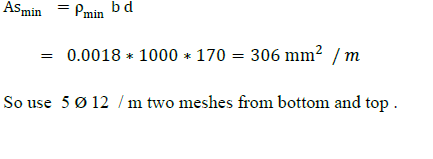 As_min = ρ_min b d
= 0.0018 * 1000 * 170 = 306 mm² / m
So use 5 Ø 12 / m two meshes from bottom and top .